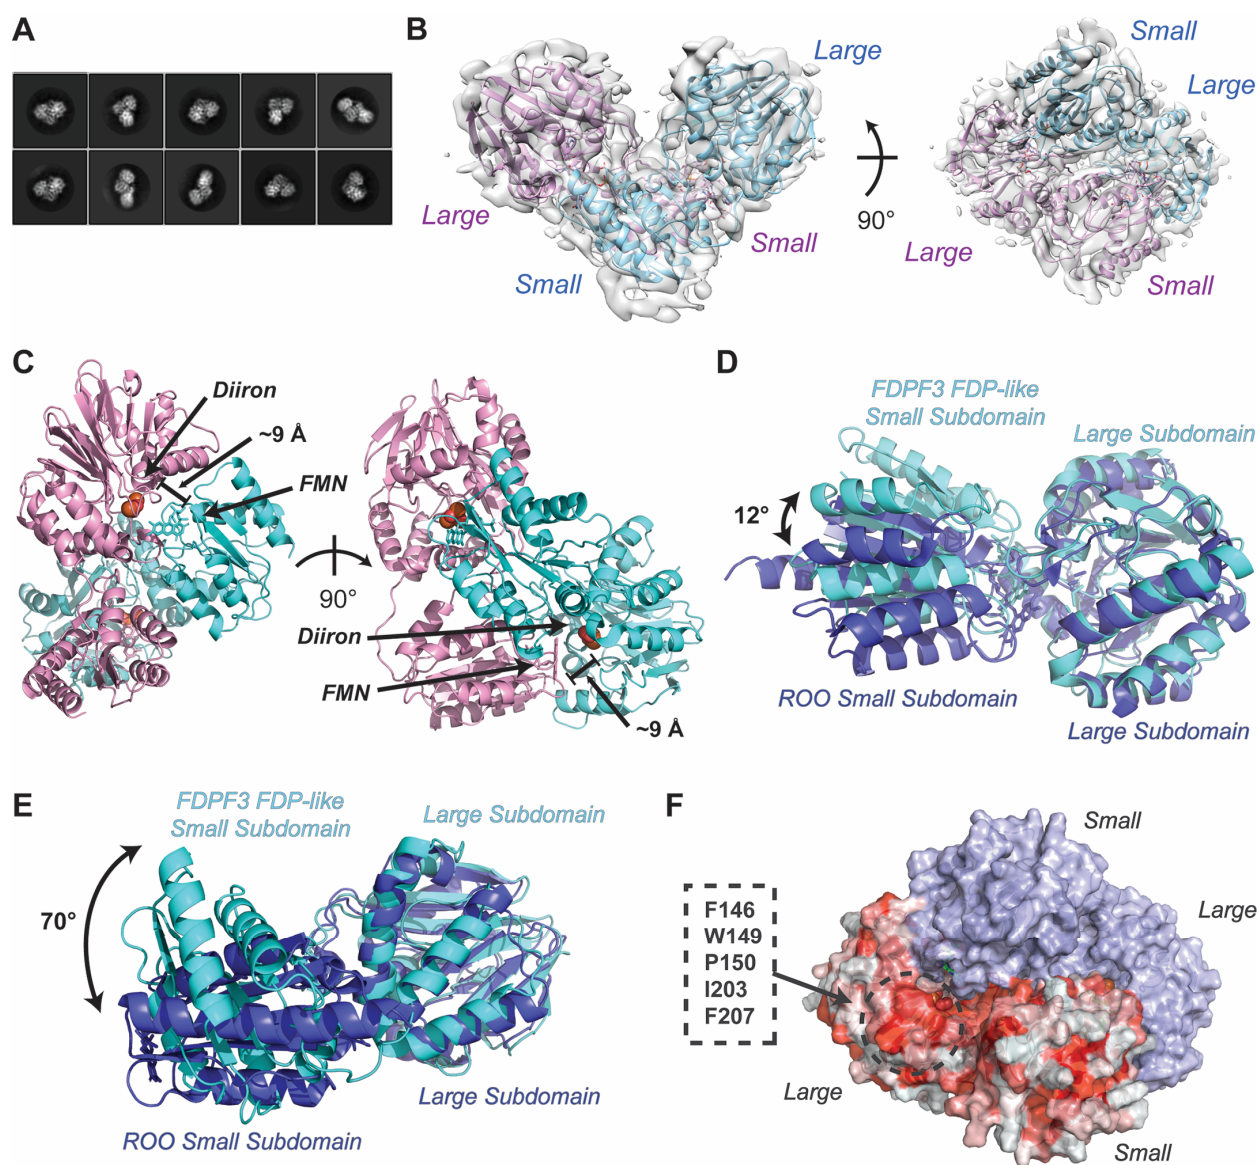 A
B
Large
Small
Large
Small
90°
Small
Large
Large
Small
C
Diiron
~9 Å
FMN
90°
Diiron
FMN
~9 Å
D
FDPF3 FDP-like
Small Subdomain
Large Subdomain
12°
ROO Small Subdomain
Large Subdomain
E
FDPF3 FDP-like
Small Subdomain
Large Subdomain
70°
Large Subdomain
ROO Small Subdomain
F
Small
Large
F146
W149
P150
I203
F207
Large
Small